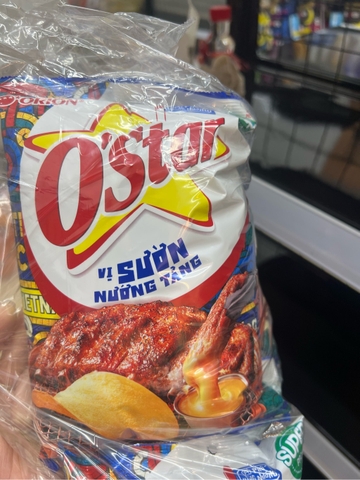 ORION
O'Star
VỊ SƯỜN
NƯỚNG TẢNG